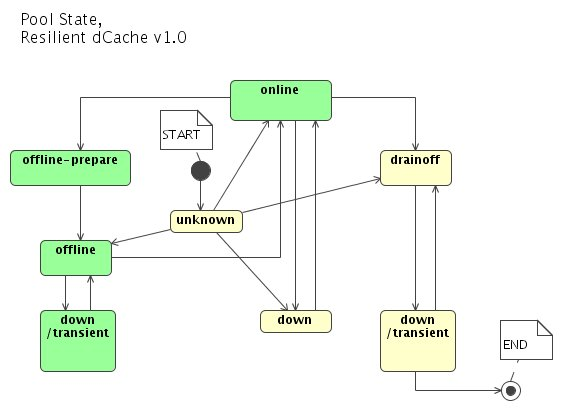 Pool State,
Resilient dCache v1.0
online
START
offline-prepare
drainoff
unknown
offline
down
/transient
down
down
/transient
END